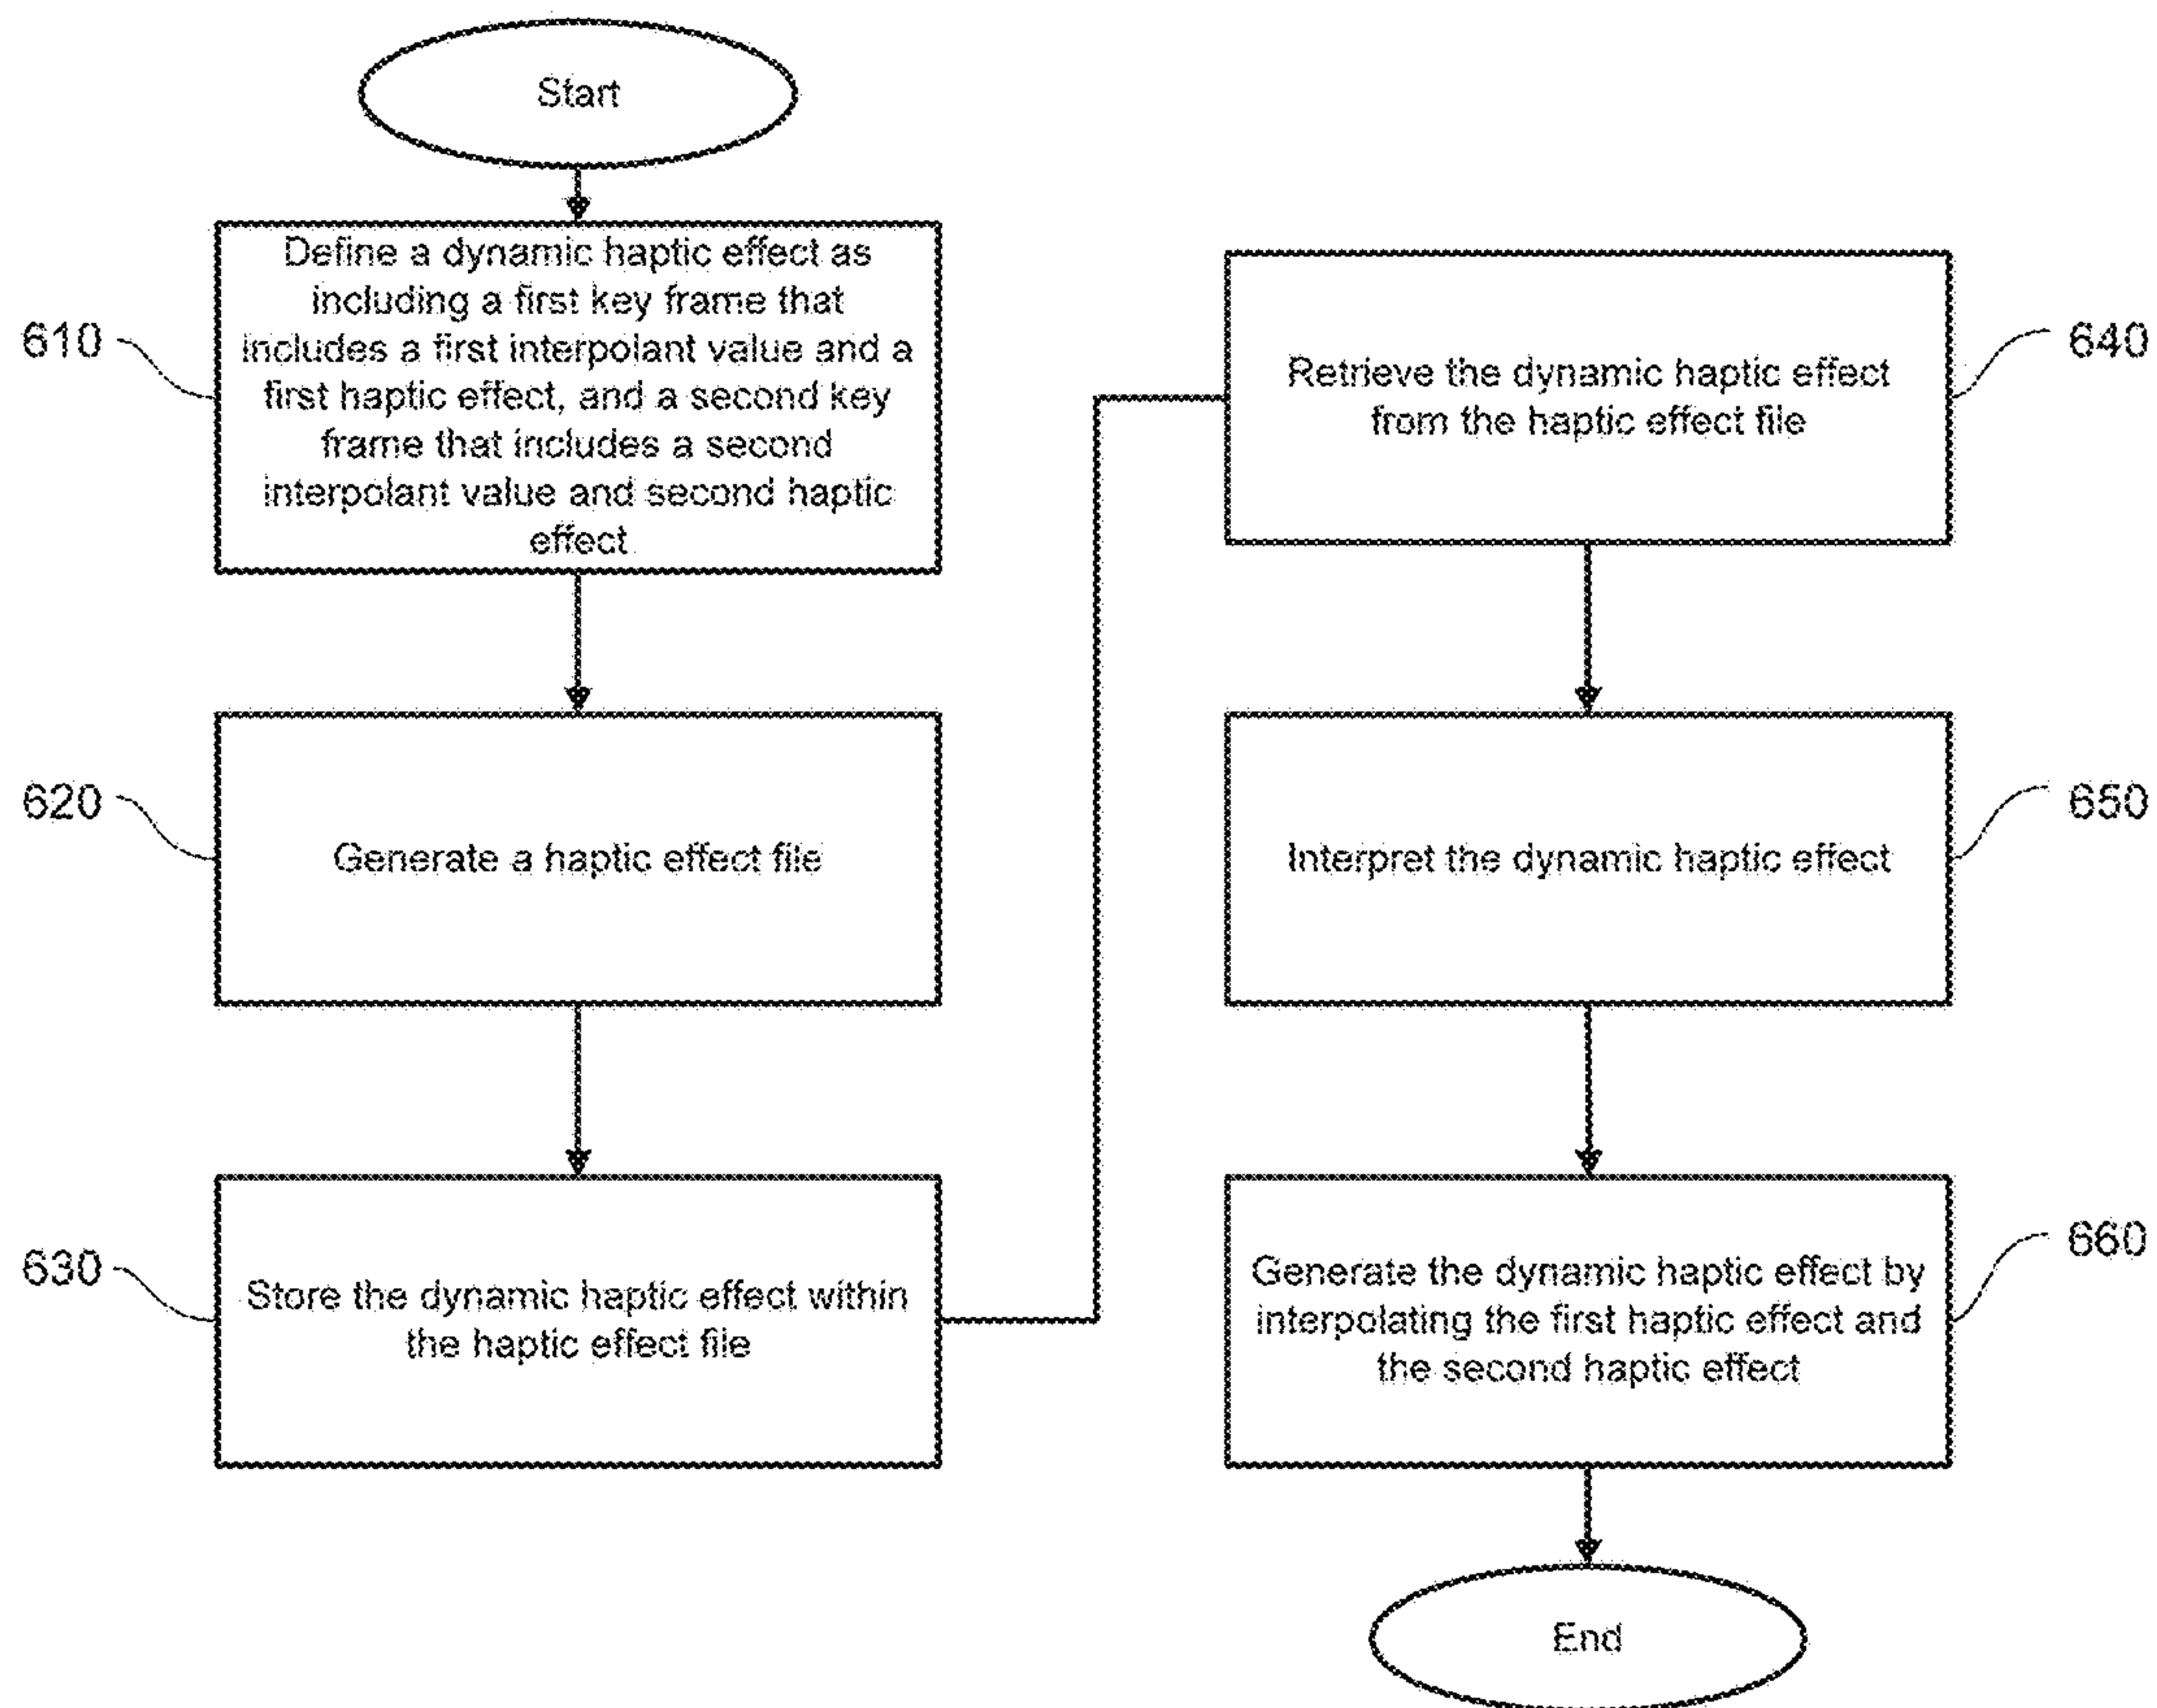 Start
610
Define a dynamic haptic effect as
including a first key frame that
includes a first interpolant value and a
first haptic effect, and a second key
frame that includes a second
interpolant value and second haptic
effect
620
Generate a haptic effect file
630
Store the dynamic haptic effect within
the haptic effect file
640
Retrieve the dynamic haptic effect
from the haptic effect file
650
Interpret the dynamic haptic effect
660
Generate the dynamic haptic effect by
interpolating the first haptic effect and
the second haptic effect
End